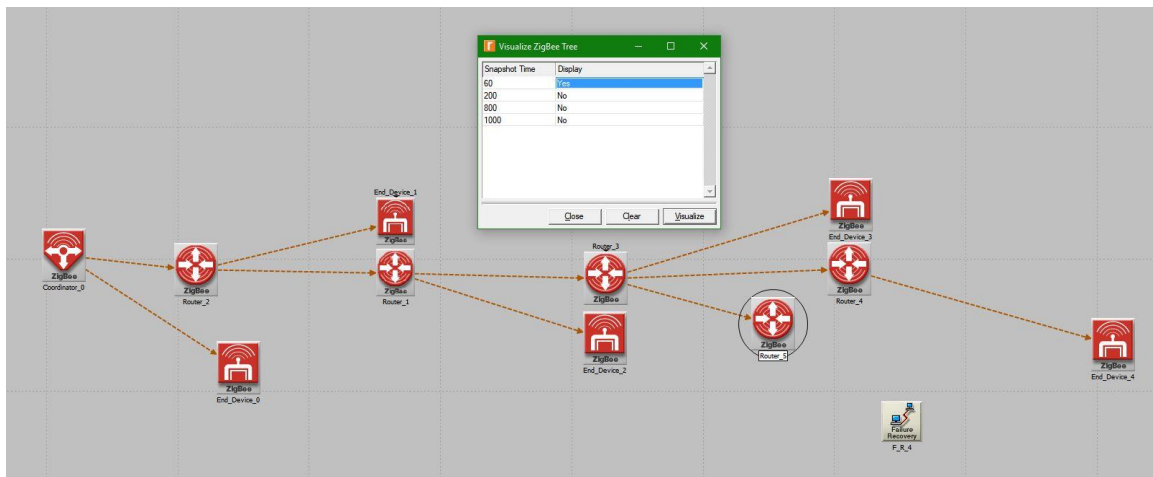 Visualize ZigBee Tree
Snapshot Time Display
60 Yes
200 No
800 No
1000 No
Close Clear Visualize
End_Device_1
ZigBee
ZigBee
End_Device_3
Router_3
ZigBee
Coordinator_0
ZigBee
Router_2
ZigBee
Router_1
ZigBee
ZigBee
Router_4
ZigBee
Router_5
ZigBee
End_Device_2
ZigBee
End_Device_4
ZigBee
End_Device_0
Failure
Recovery
F_R_4